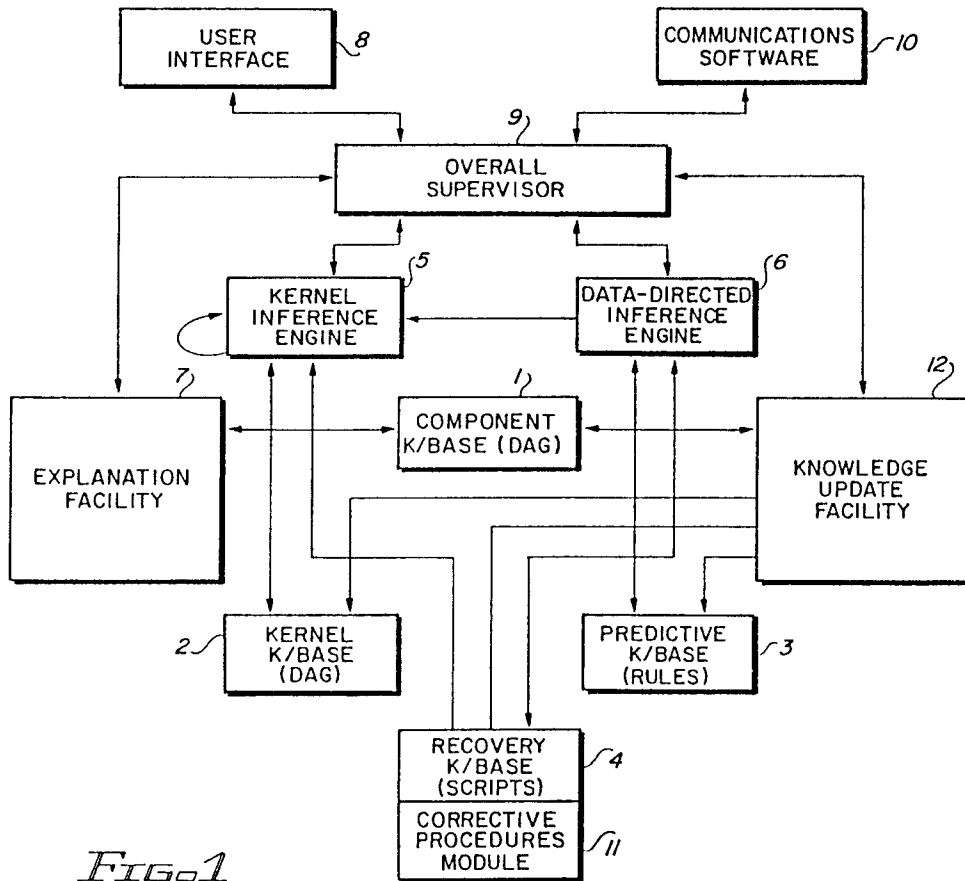 USER
INTERFACE
8
COMMUNICATIONS
SOFTWARE
10
9
OVERALL
SUPERVISOR
5
KERNEL
INFERENCE
ENGINE
6
DATA-DIRECTED
INFERENCE
ENGINE
7
EXPLANATION
FACILITY
1
COMPONENT
K/BASE (DAG)
12
KNOWLEDGE
UPDATE
FACILITY
2
KERNEL
K/BASE
(DAG)
PREDICTIVE
K/BASE
(RULES)
3
RECOVERY
K/BASE
(SCRIPTS)
4
CORRECTIVE
PROCEDURES
MODULE
11
FIG. 1